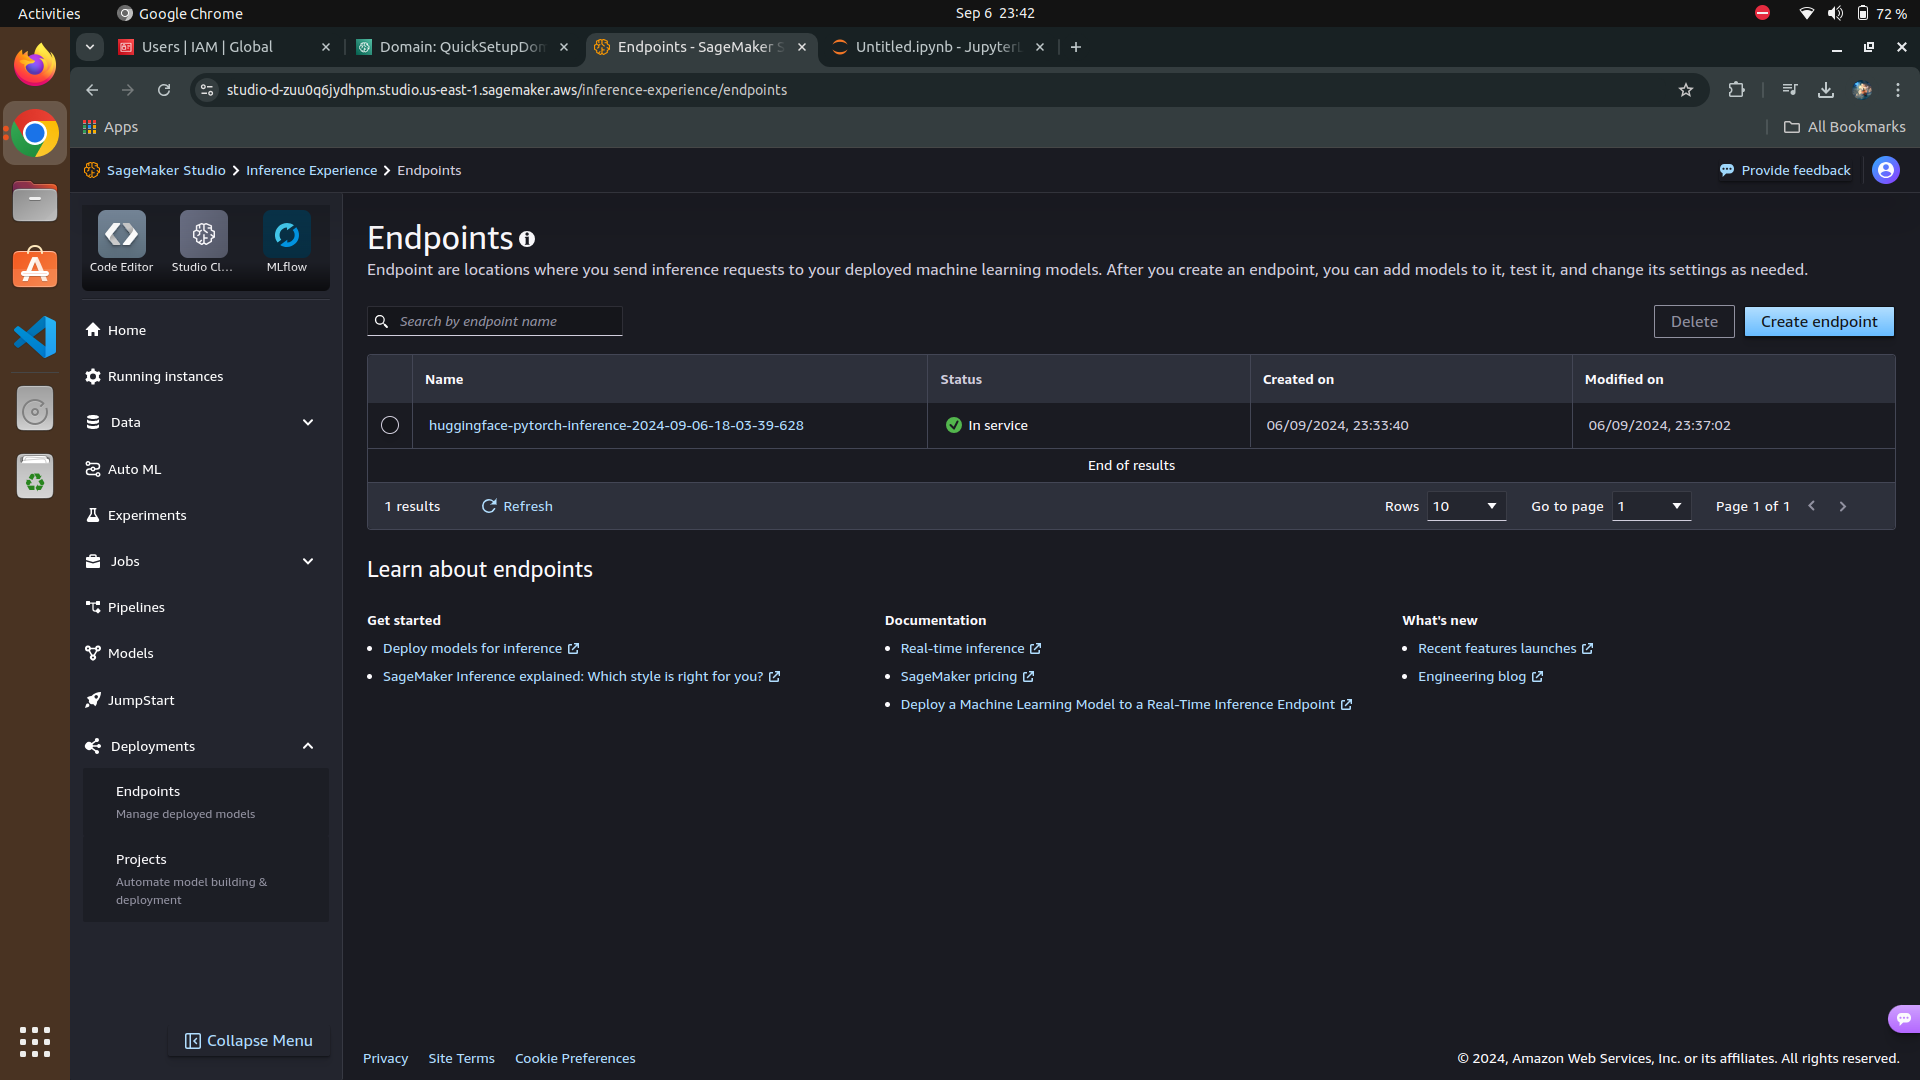 Activities
Google Chrome
Sep 6 23:42
72 %
Users | IAM | Global
Domain: QuickSetupDom
Endpoints - SageMaker S
Untitled.ipynb - JupyterL
studio-d-zuu0q6jydhpm.studio.us-east-1.sagemaker.aws/inference-experience/endpoints
Apps
All Bookmarks
SageMaker Studio
Inference Experience
Endpoints
Provide feedback
Code Editor
Studio Cl...
MLflow
Home
Running instances
Data
Auto ML
Experiments
Jobs
Pipelines
Models
JumpStart
Deployments
Endpoints
Manage deployed models
Projects
Automate model building &
deployment
Collapse Menu
Endpoints
Endpoint are locations where you send inference requests to your deployed machine learning models. After you create an endpoint, you can add models to it, test it, and change its settings as needed.
Search by endpoint name
Delete
Create endpoint
Name
Status
Created on
Modified on
huggingface-pytorch-inference-2024-09-06-18-03-39-628
In service
06/09/2024, 23:33:40
06/09/2024, 23:37:02
End of results
1 results
Refresh
Rows
10
Go to page
1
Page 1 of 1
Learn about endpoints
Get started
Deploy models for inference
SageMaker Inference explained: Which style is right for you?
Documentation
Real-time inference
SageMaker pricing
Deploy a Machine Learning Model to a Real-Time Inference Endpoint
What's new
Recent features launches
Engineering blog
Privacy
Site Terms
Cookie Preferences
© 2024, Amazon Web Services, Inc. or its affiliates. All rights reserved.